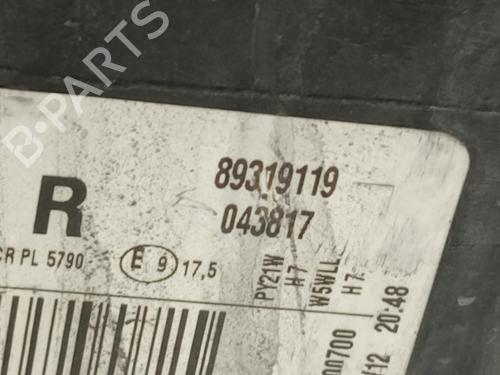 B-PARTS
89319119
043817
R
CR PL 5790
E 9 17,5
PY21W
H7
W5WLL
H7
00700
/12 20:48